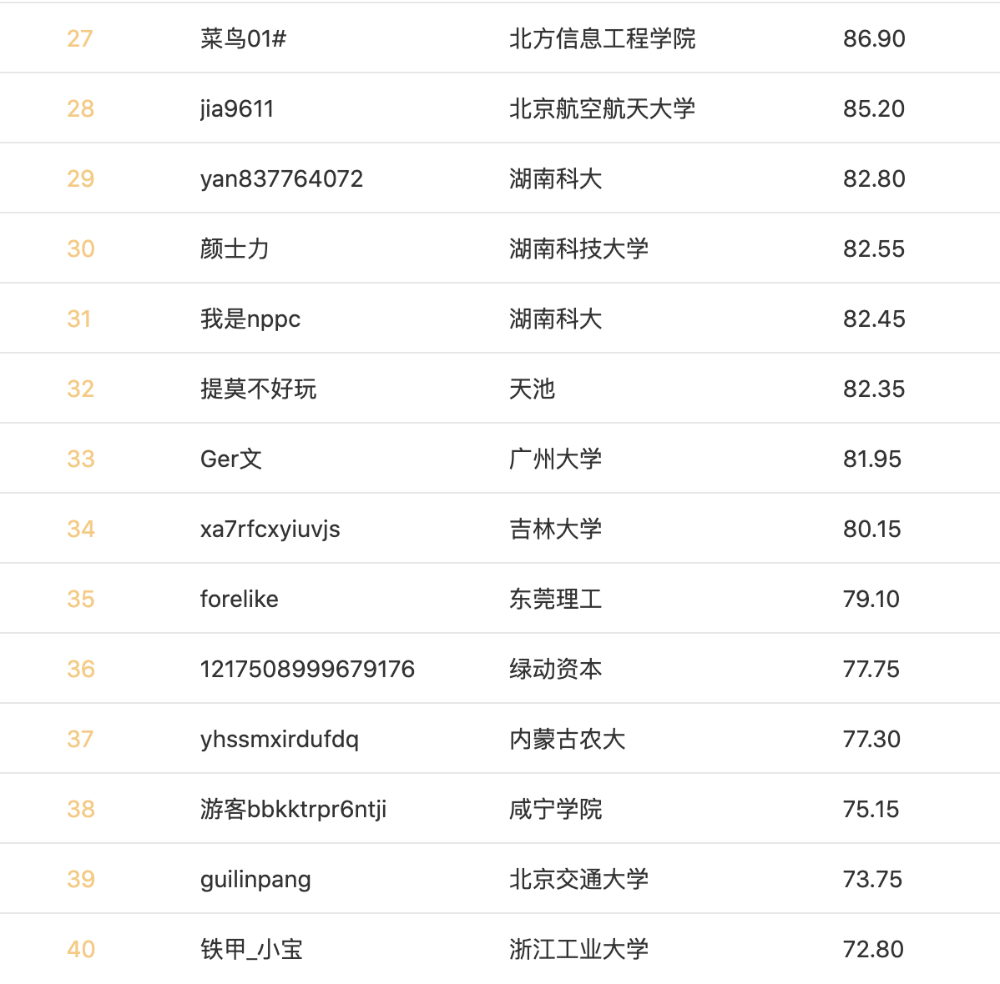 27 菜鸟01# 北方信息工程学院 86.90
28 jia9611 北京航空航天大学 85.20
29 yan837764072 湖南科大 82.80
30 颜士力 湖南科技大学 82.55
31 我是nppc 湖南科大 82.45
32 提莫不好玩 天池 82.35
33 Ger文 广州大学 81.95
34 xa7rfcxyiuvjs 吉林大学 80.15
35 forelike 东莞理工 79.10
36 1217508999679176 绿动资本 77.75
37 yhssmxirdufdq 内蒙古农大 77.30
38 游客bbkktrpr6ntji 咸宁学院 75.15
39 guilinpang 北京交通大学 73.75
40 铁甲_小宝 浙江工业大学 72.80